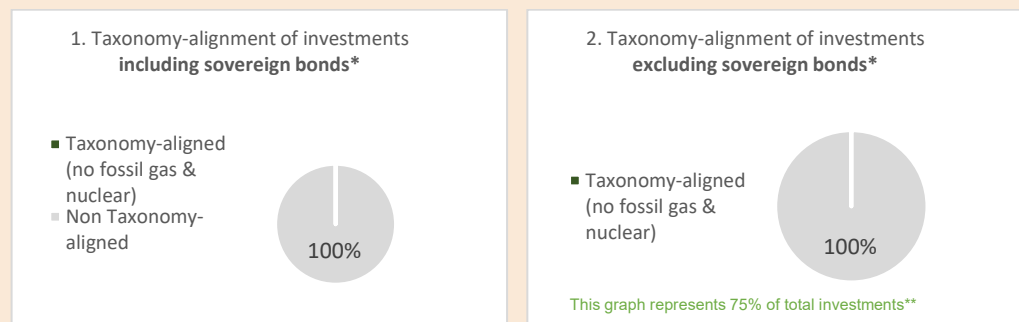 1. Taxonomy-alignment of investments
including sovereign bonds*
Taxonomy-aligned
(no fossil gas &
nuclear)
Non Taxonomy-
aligned
100%
2. Taxonomy-alignment of investments
excluding sovereign bonds*
Taxonomy-aligned
(no fossil gas &
nuclear)
100%
This graph represents 75% of total investments**